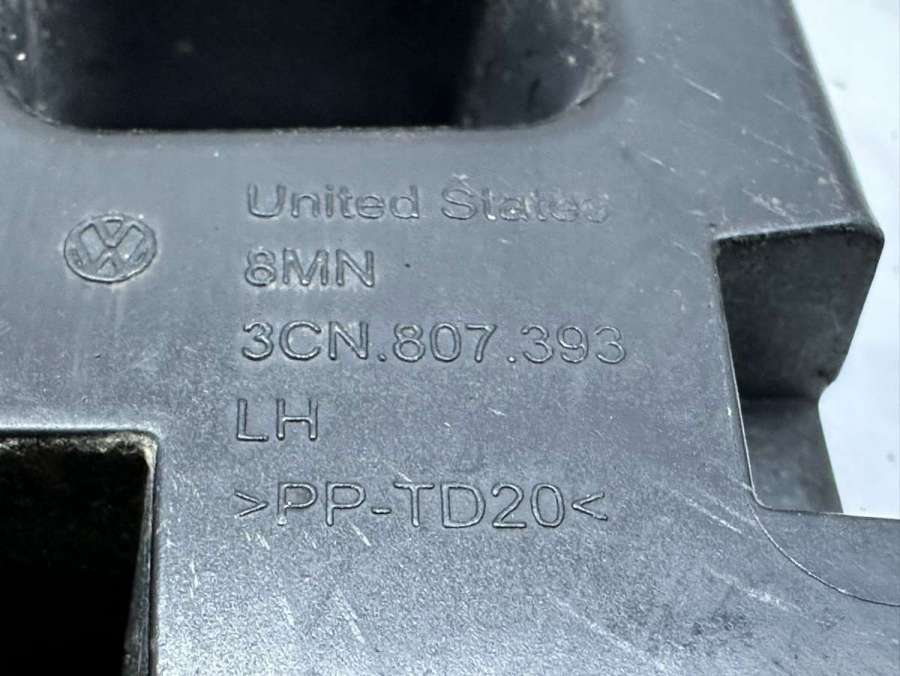 United States
8MN
3CN.807.393
LH
>PP-TD20<